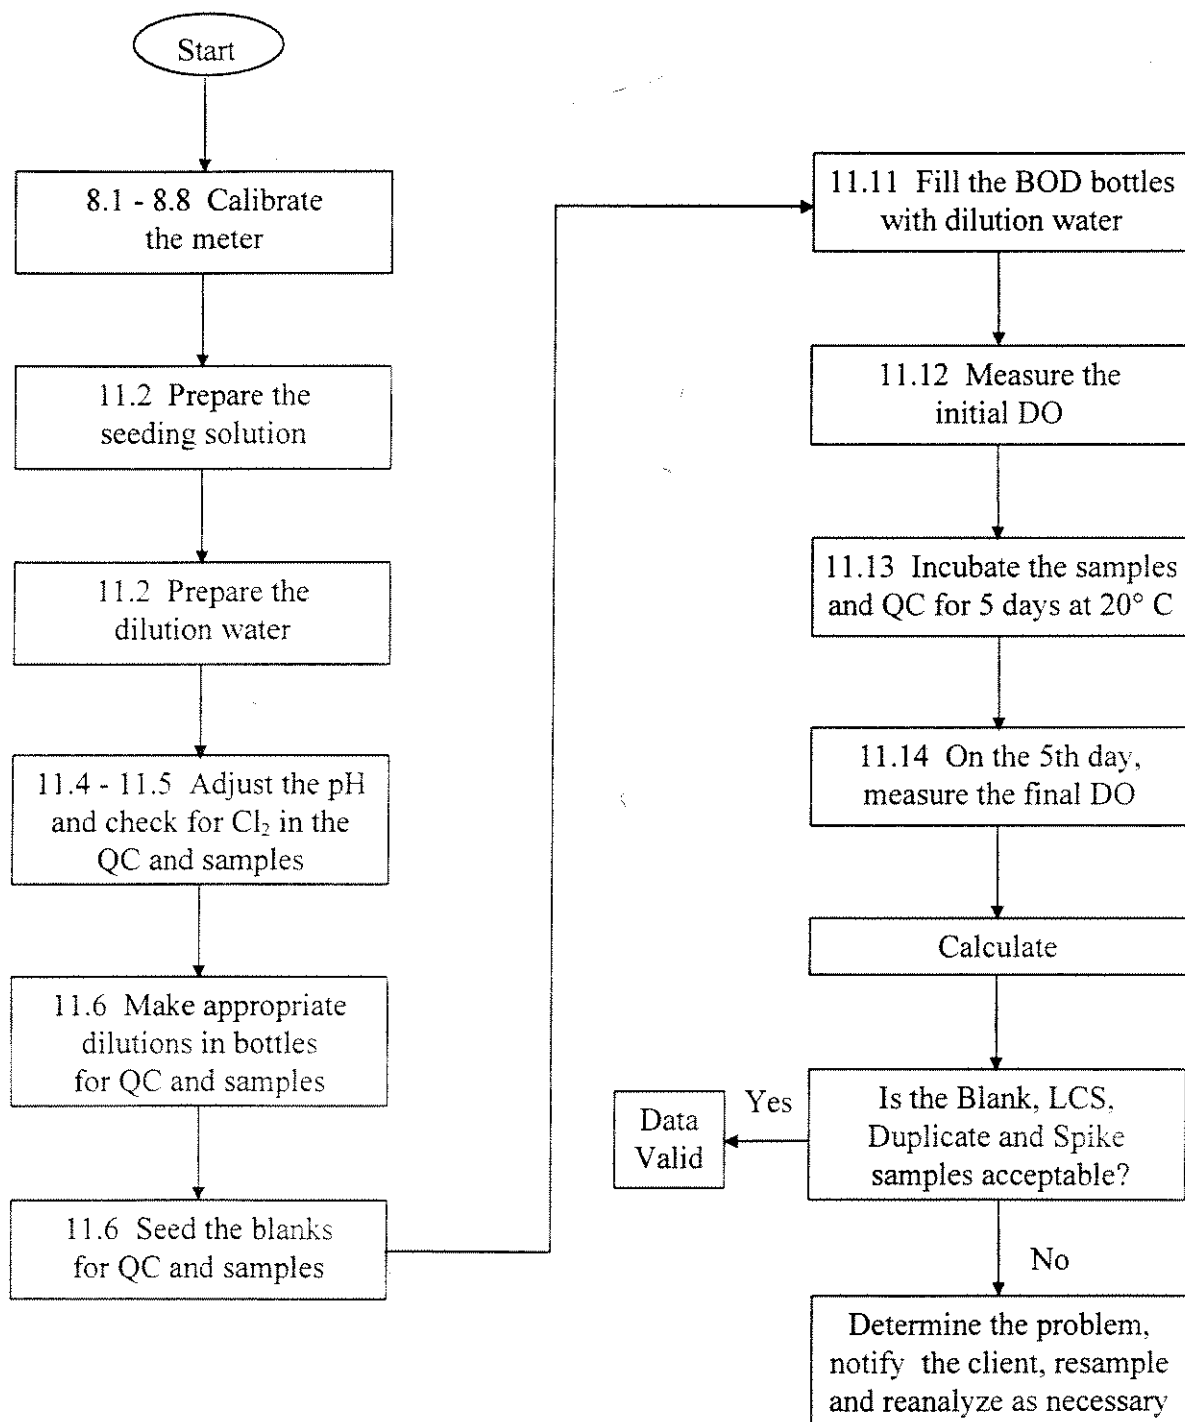 Start
8.1 - 8.8 Calibrate
the meter
11.2 Prepare the
seeding solution
11.2 Prepare the
dilution water
11.4 - 11.5 Adjust the pH
and check for Cl₂ in the
QC and samples
11.6 Make appropriate
dilutions in bottles
for QC and samples
11.6 Seed the blanks
for QC and samples
11.11 Fill the BOD bottles
with dilution water
11.12 Measure the
initial DO
11.13 Incubate the samples
and QC for 5 days at 20° C
11.14 On the 5th day,
measure the final DO
Calculate
Is the Blank, LCS,
Duplicate and Spike
samples acceptable?
Yes
Data
Valid
No
Determine the problem,
notify the client, resample
and reanalyze as necessary